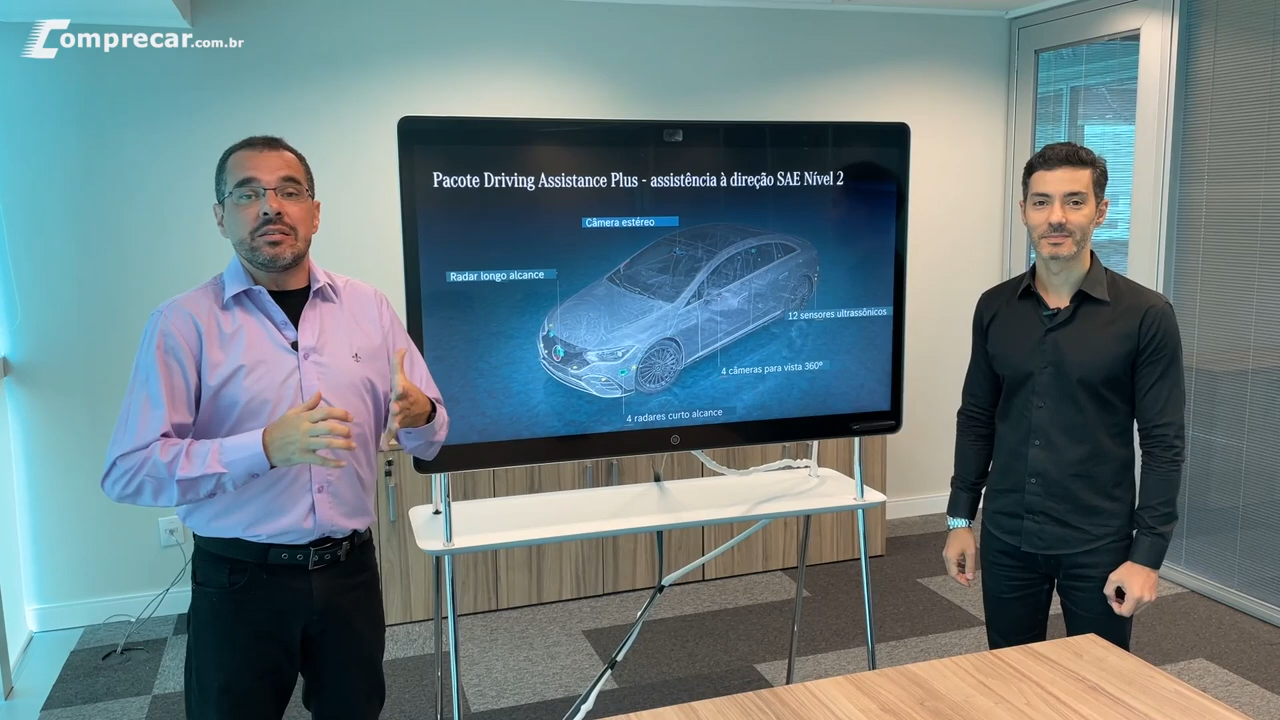 Comprecar.com.br
Pacote Driving Assistance Plus - assistência à direção SAE Nível 2
Câmera estéreo
Radar longo alcance
12 sensores ultrassônicos
4 câmeras para vista 360º
4 radares curto alcance